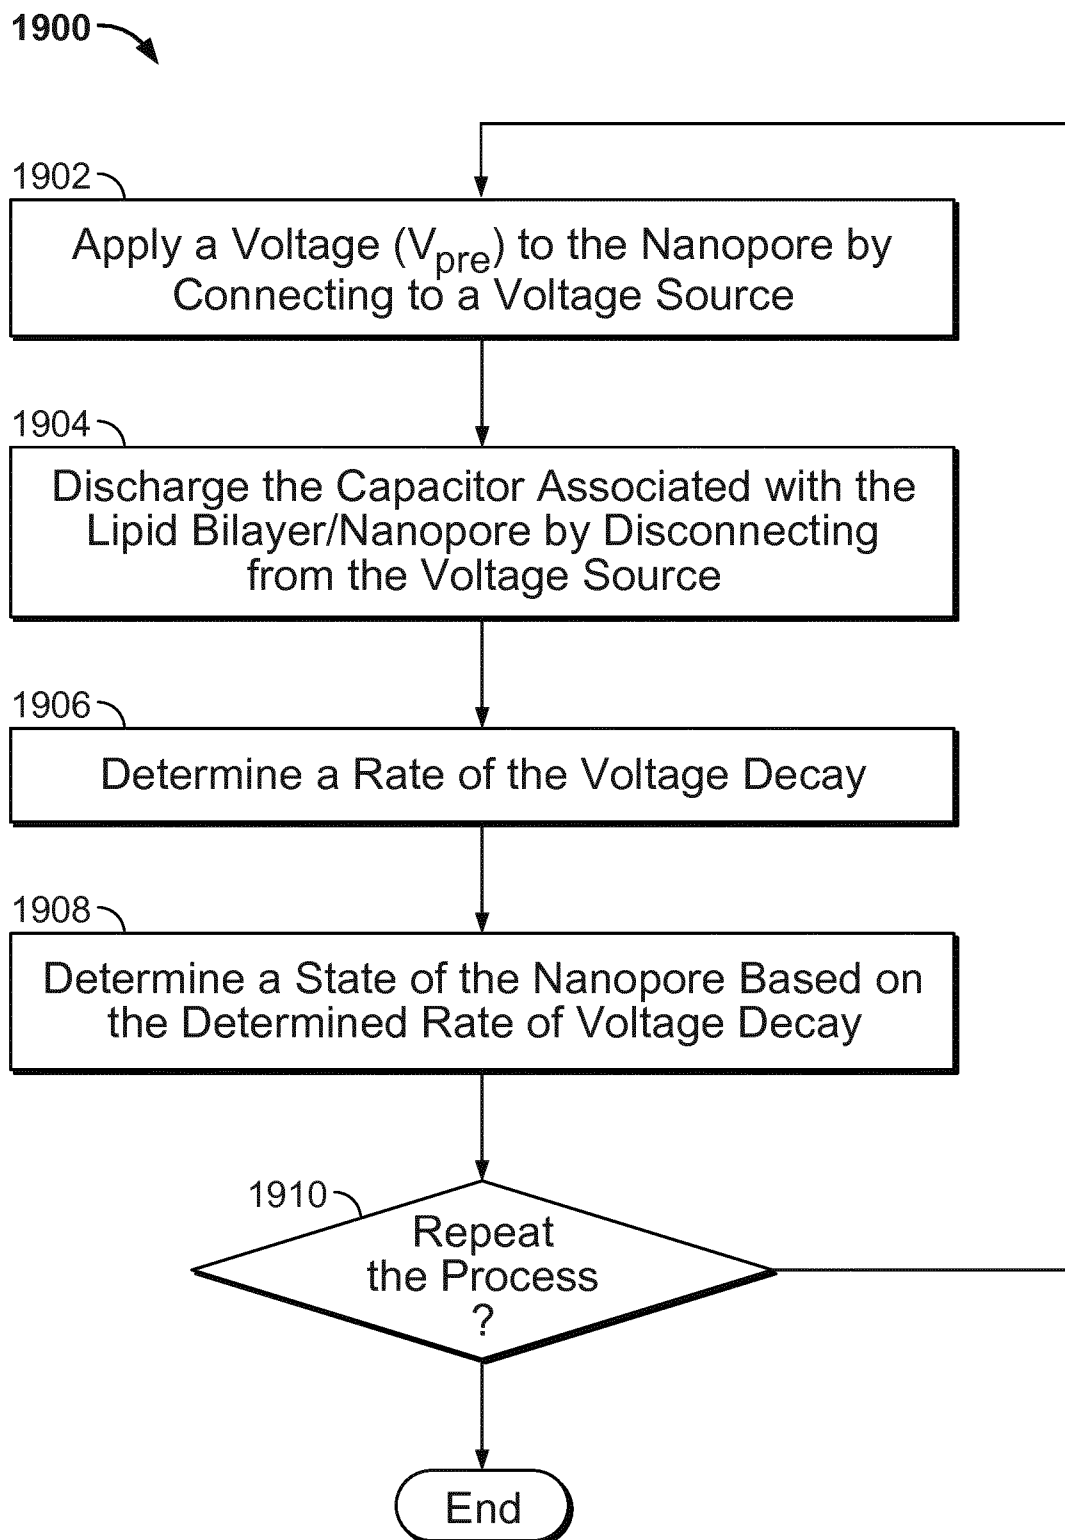 1900
1902
Apply a Voltage (Vpre) to the Nanopore by
Connecting to a Voltage Source
1904
Discharge the Capacitor Associated with the
Lipid Bilayer/Nanopore by Disconnecting
from the Voltage Source
1906
Determine a Rate of the Voltage Decay
1908
Determine a State of the Nanopore Based on
the Determined Rate of Voltage Decay
1910
Repeat
the Process
?
End